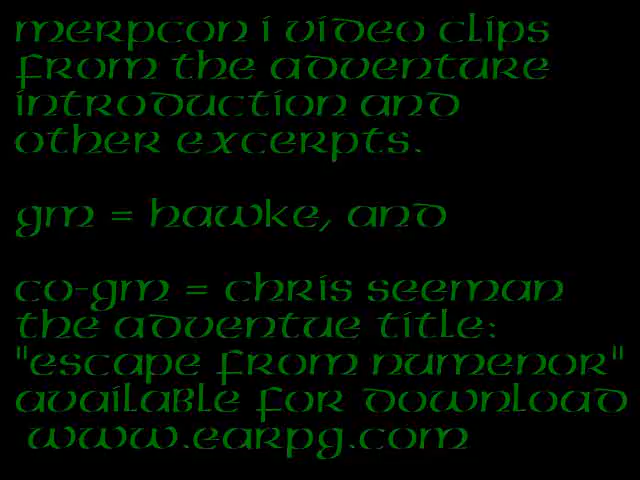 merpcon i video clips
from the adventure
introduction and
other excerpts.
gm = hawke, and
co-gm = chris seeman
the adventue title:
"escape from numenor"
available for download
www.earpg.com